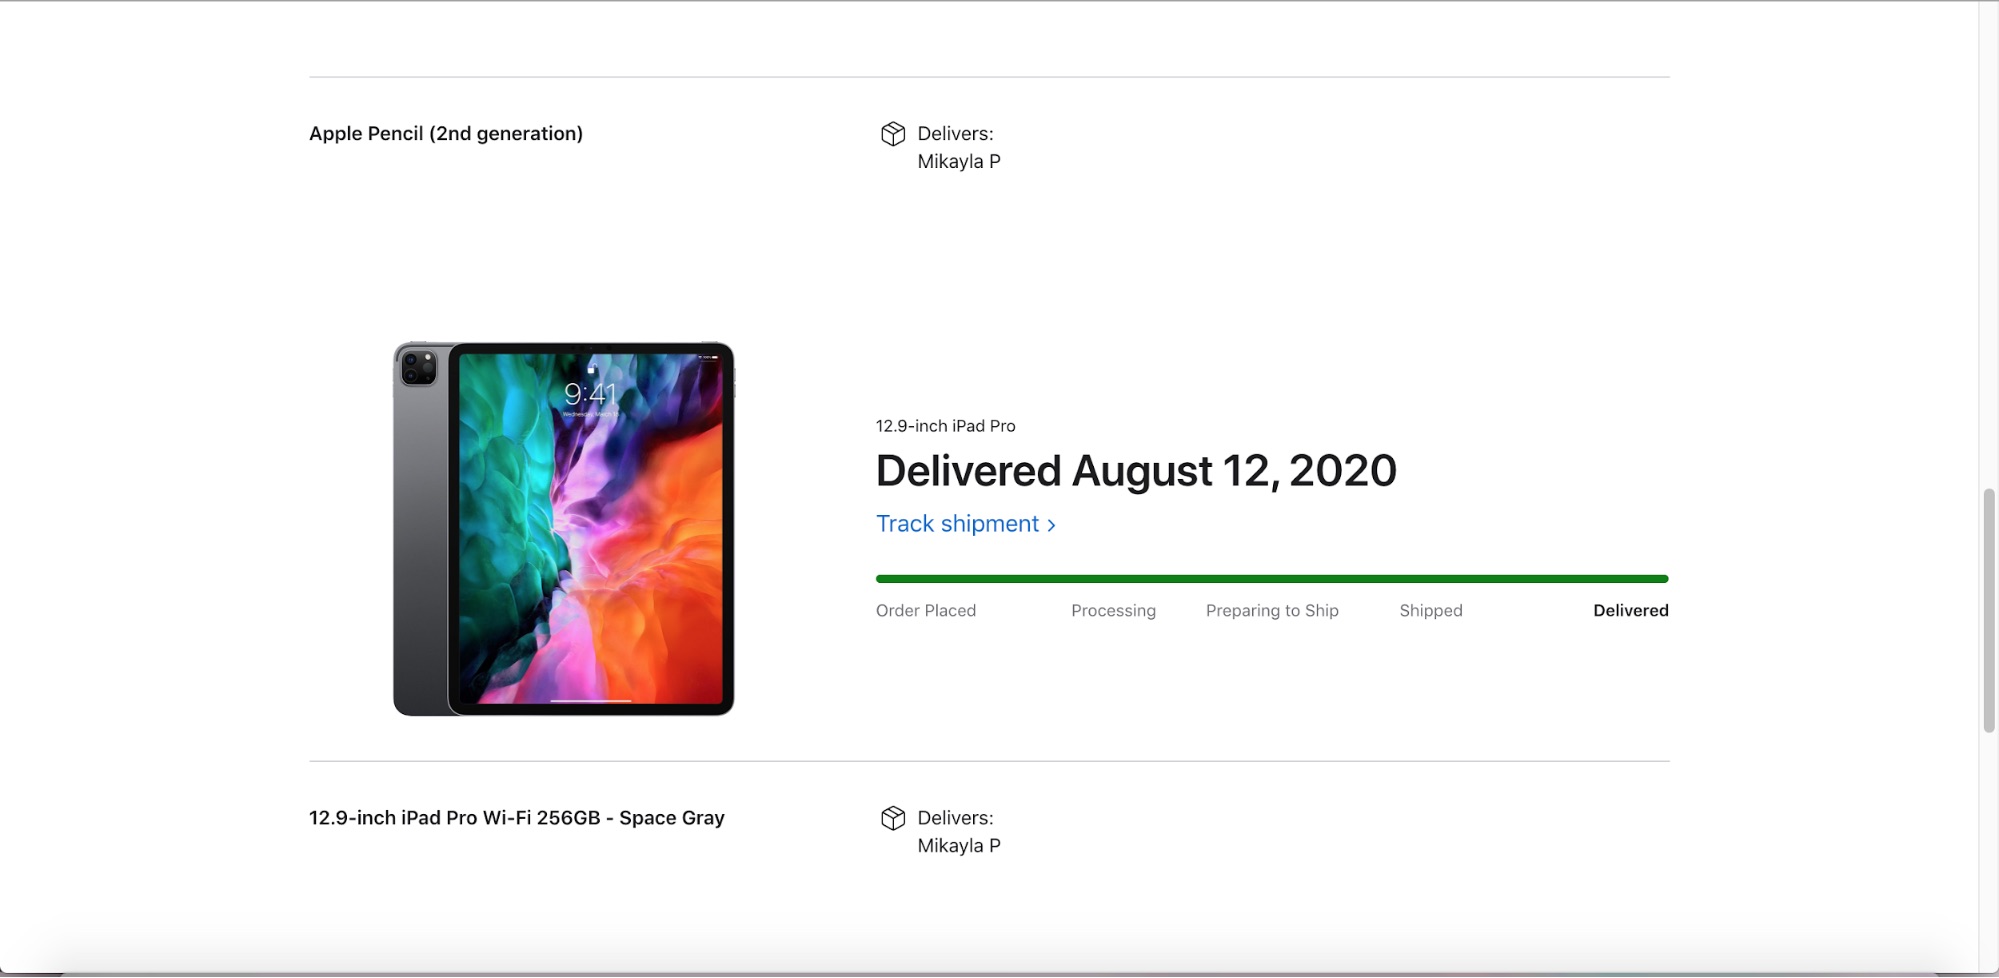 Apple Pencil (2nd generation)
Delivers:
Mikayla P
9:41
12.9-inch iPad Pro
Delivered August 12, 2020
Track shipment >
Order Placed
Processing
Preparing to Ship
Shipped
Delivered
12.9-inch iPad Pro Wi-Fi 256GB - Space Gray
Delivers:
Mikayla P